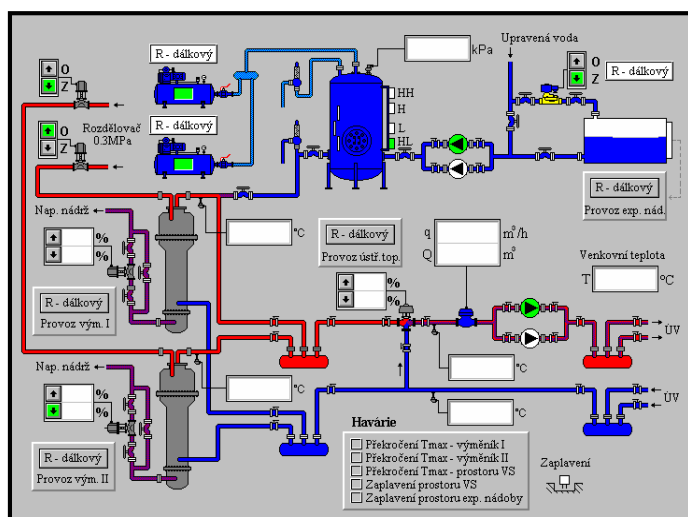 R - dálkový
kPa
Upravená voda
O
Z
O
Z
R - dálkový
HH
H
L
HL
Rozdělovač
0.3MPa
O
Z
R - dálkový
R - dálkový
Provoz exp. nád.
Nap. nádrž
%
%
°C
R - dálkový
Provoz ústř.top.
q
Q
m³/h
Venkovní teplota
T
°C
R - dálkový
Provoz vým. I
%
%
ÚV
Nap. nádrž
%
%
°C
°C
ÚV
°C
R - dálkový
Provoz vým. II
Havárie
Překročení Tmax - výměník I
Překročení Tmax - výměník II
Překročení Tmax - prostoru VS
Zaplavení prostoru VS
Zaplavení prostoru exp. nádoby
Zaplavení